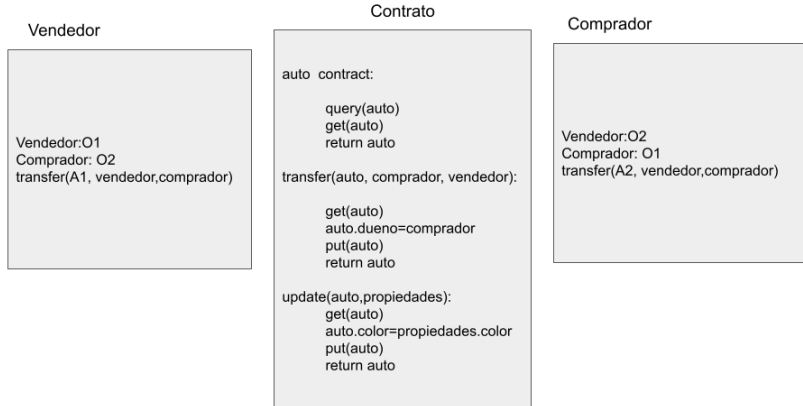 Vendedor
Vendedor:O1
Comprador: O2
transfer(A1, vendedor,comprador)
Contrato
auto  contract:
query(auto)
get(auto)
return auto
transfer(auto, comprador, vendedor):
get(auto)
auto.dueno=comprador
put(auto)
return auto
update(auto,propiedades):
get(auto)
auto.color=propiedades.color
put(auto)
return auto
Comprador
Vendedor:O2
Comprador: O1
transfer(A2, vendedor,comprador)